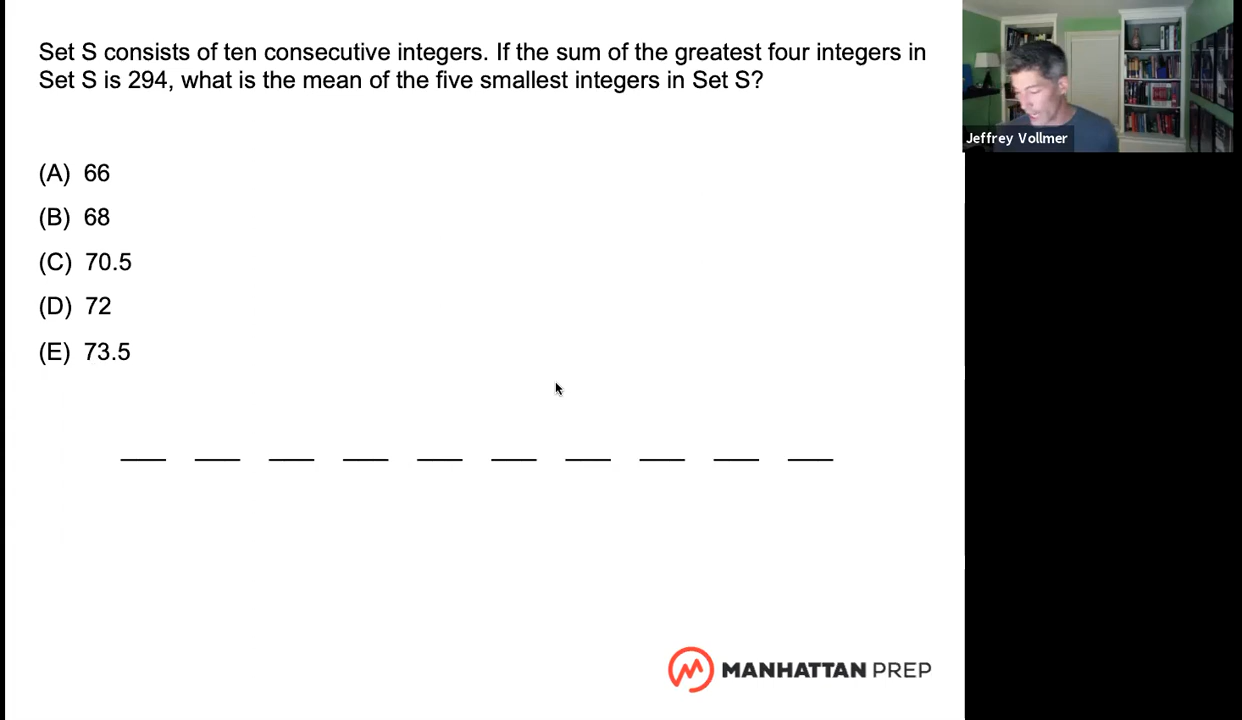 Set S consists of ten consecutive integers. If the sum of the greatest four integers in
Set S is 294, what is the mean of the five smallest integers in Set S?
(A) 66
(B) 68
(C) 70.5
(D) 72
(E) 73.5
Jeffrey Vollmer
MANHATTAN PREP